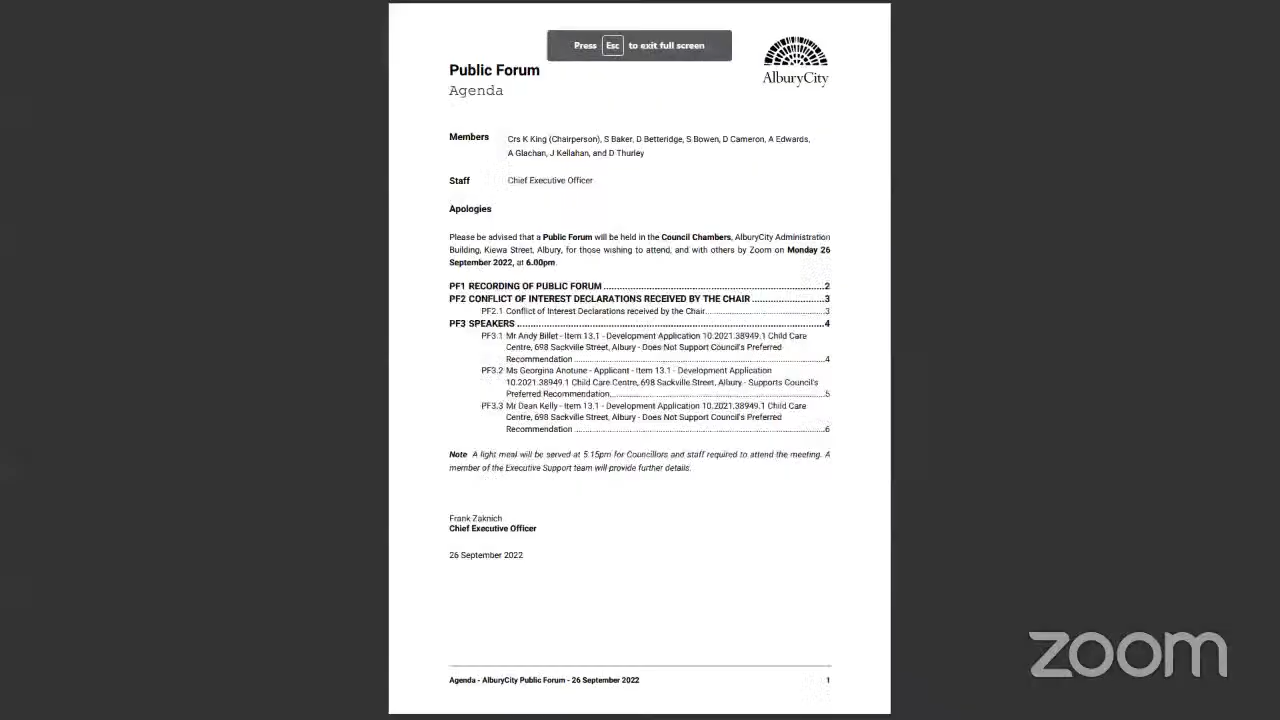 Press Esc to exit full screen
AlburyCity
Public Forum
Agenda
Members Crs K King (Chairperson), S Baker, D Betteridge, S Bowen, D Cameron, A Edwards,
A Glachan, J Kellahan, and D Thurley
Staff Chief Executive Officer
Apologies
Please be advised that a Public Forum will be held in the Council Chambers, AlburyCity Administration
Building, Kiewa Street, Albury, for those wishing to attend, and with others by Zoom on Monday 26
September 2022, at 6.00pm.
PF1 RECORDING OF PUBLIC FORUM ........................................................................2
PF2 CONFLICT OF INTEREST DECLARATIONS RECEIVED BY THE CHAIR ........................3
PF2.1 Conflict of Interest Declarations received by the Chair........................................3
PF3 SPEAKERS ....................................................................................................4
PF3.1 Mr Andy Billet - Item 13.1 - Development Application 10.2021.38949.1 Child Care
Centre, 698 Sackville Street, Albury - Does Not Support Council's Preferred
Recommendation ....................................................................................4
PF3.2 Ms Georgina Anotune - Applicant - Item 13.1 - Development Application
10.2021.38949.1 Child Care Centre, 698 Sackville Street, Albury - Supports Council's
Preferred Recommendation........................................................................5
PF3.3 Mr Dean Kelly - Item 13.1 - Development Application 10.2021.38949.1 Child Care
Centre, 698 Sackville Street, Albury - Does Not Support Council's Preferred
Recommendation ....................................................................................6
Note A light meal will be served at 5.15pm for Councillors and staff required to attend the meeting. A
member of the Executive Support team will provide further details.
Frank Zaknich
Chief Executive Officer
26 September 2022
Agenda - AlburyCity Public Forum - 26 September 2022 1
zoom